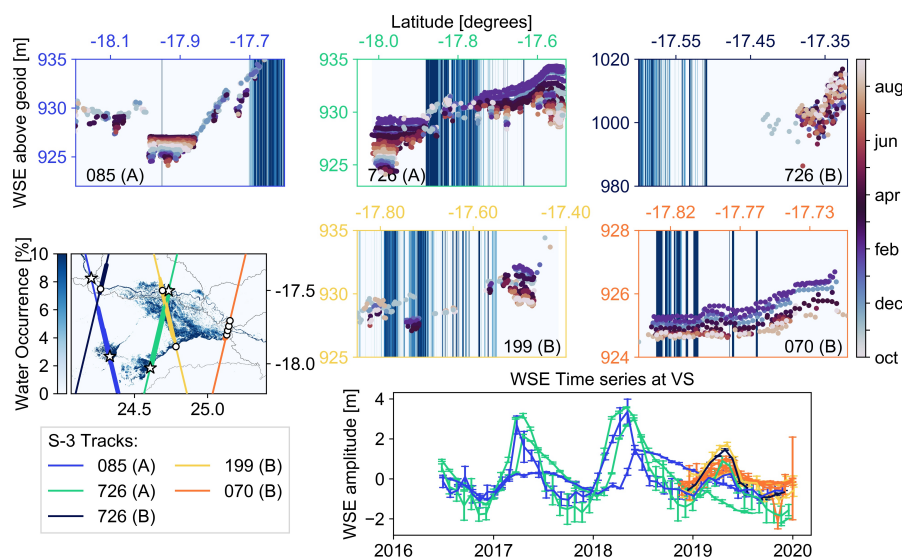 Latitude [degrees]
-18.1 -17.9 -17.7
-18.0 -17.8 -17.6
-17.55 -17.45 -17.35
WSE above geoid [m]
935
930
925
085 (A)
935
930
925
726 (A)
1020
1000
980
726 (B)
aug
jun
apr
feb
dec
oct
-17.80 -17.60 -17.40
935
930
925
199 (B)
-17.82 -17.77 -17.73
928
926
924
070 (B)
Water Occurrence [%]
10
8
6
4
2
0
-17.5
-18.0
24.5 25.0
S-3 Tracks:
085 (A) 199 (B)
726 (A) 070 (B)
726 (B)
WSE Time series at VS
WSE amplitude [m]
4
2
0
−2
2016 2017 2018 2019 2020